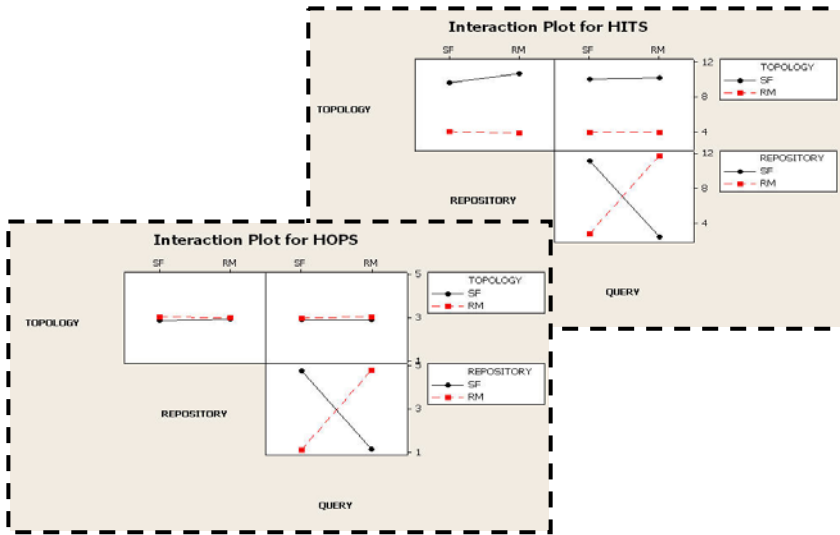 Interaction Plot for HITS
SF RM SF RM
TOPOLOGY
12
8
4
TOPOLOGY
SF
RM
REPOSITORY
12
8
4
REPOSITORY
SF
RM
QUERY
Interaction Plot for HOPS
SF RM SF RM
TOPOLOGY
5
3
1
TOPOLOGY
SF
RM
REPOSITORY
5
3
1
REPOSITORY
SF
RM
QUERY